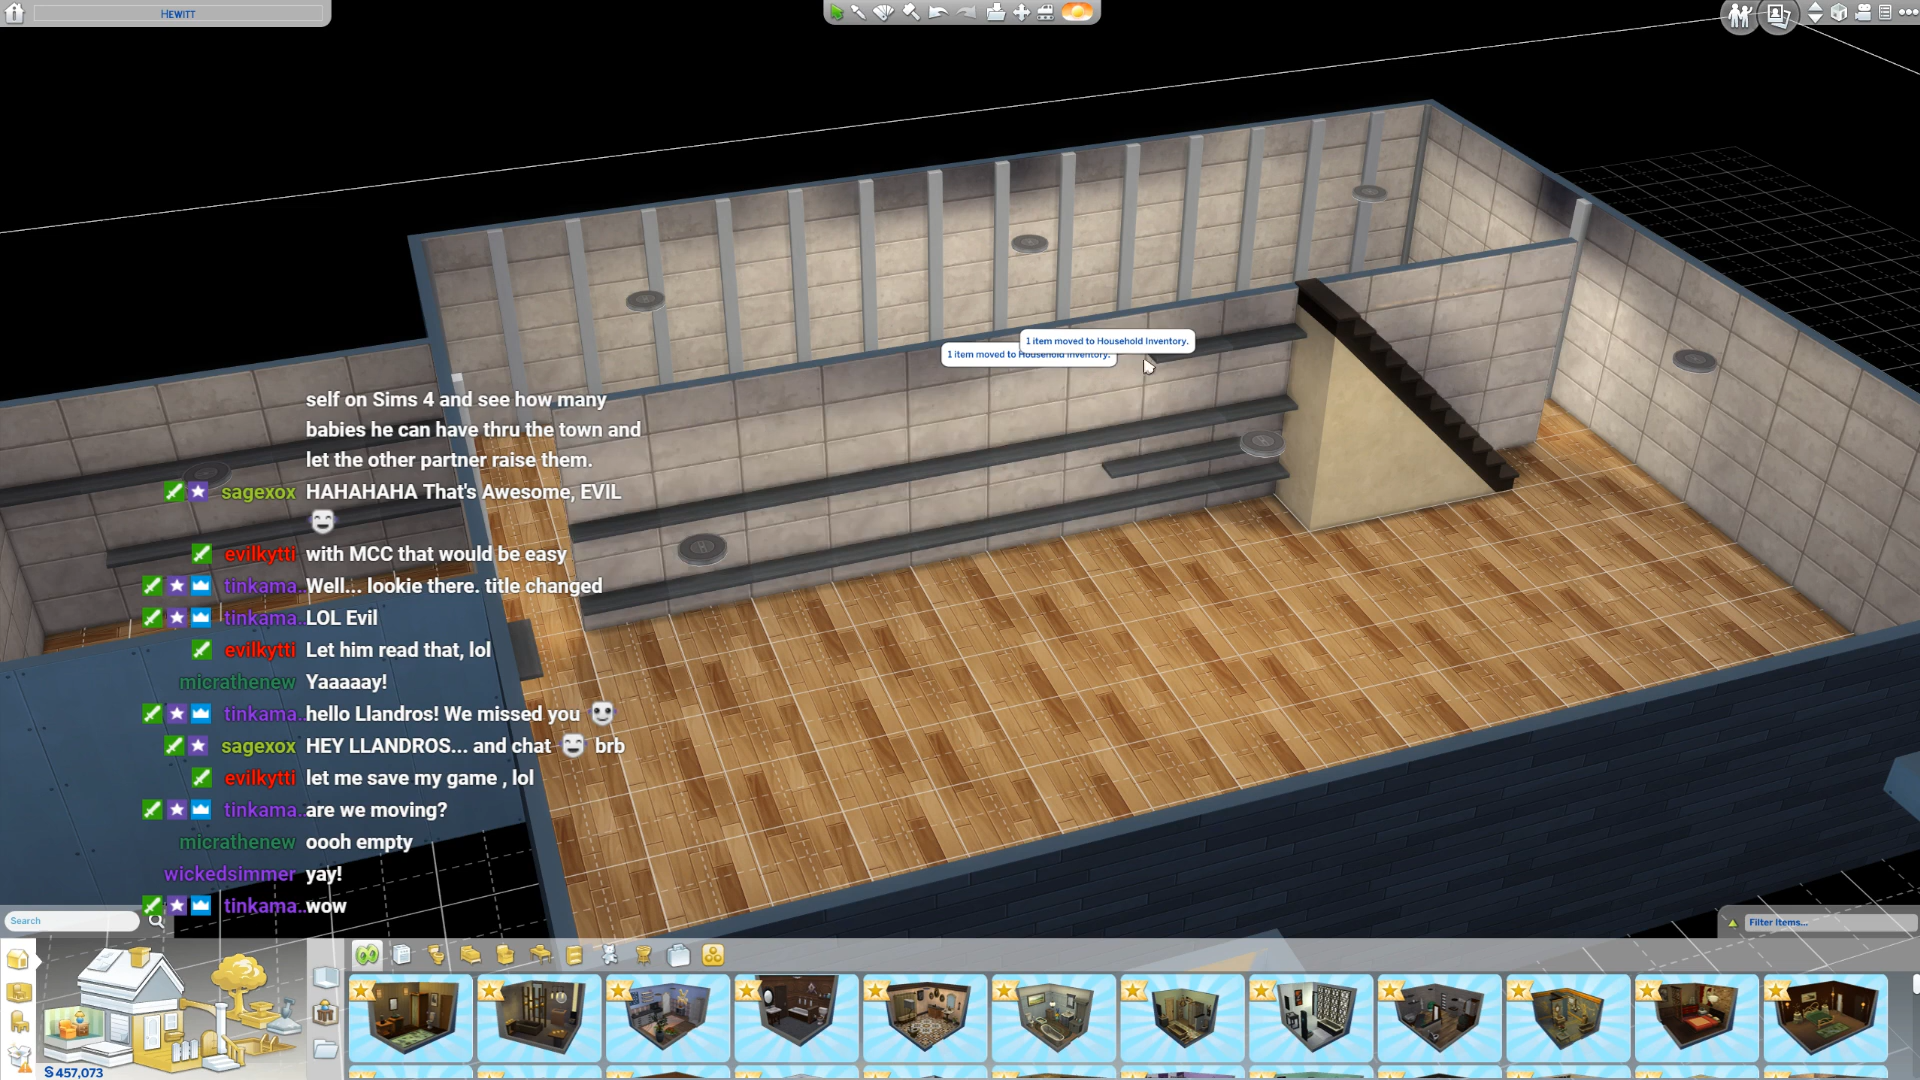 HEWITT
1 item moved to Household Inventory.
1 item moved to Household Inventory.
self on Sims 4 and see how many
babies he can have thru the town and
let the other partner raise them.
sagexox HAHAHAHA That's Awesome, EVIL
evilkytti with MCC that would be easy
tinkama.. Well... lookie there. title changed
tinkama.. LOL Evil
evilkytti Let him read that, lol
micrathenew Yaaaaay!
tinkama.. hello Llandros! We missed you
sagexox HEY LLANDROS... and chat brb
evilkytti let me save my game , lol
tinkama.. are we moving?
micrathenew oooh empty
wickedsimmer yay!
tinkama.. wow
Search
Filter Items...
§457,073